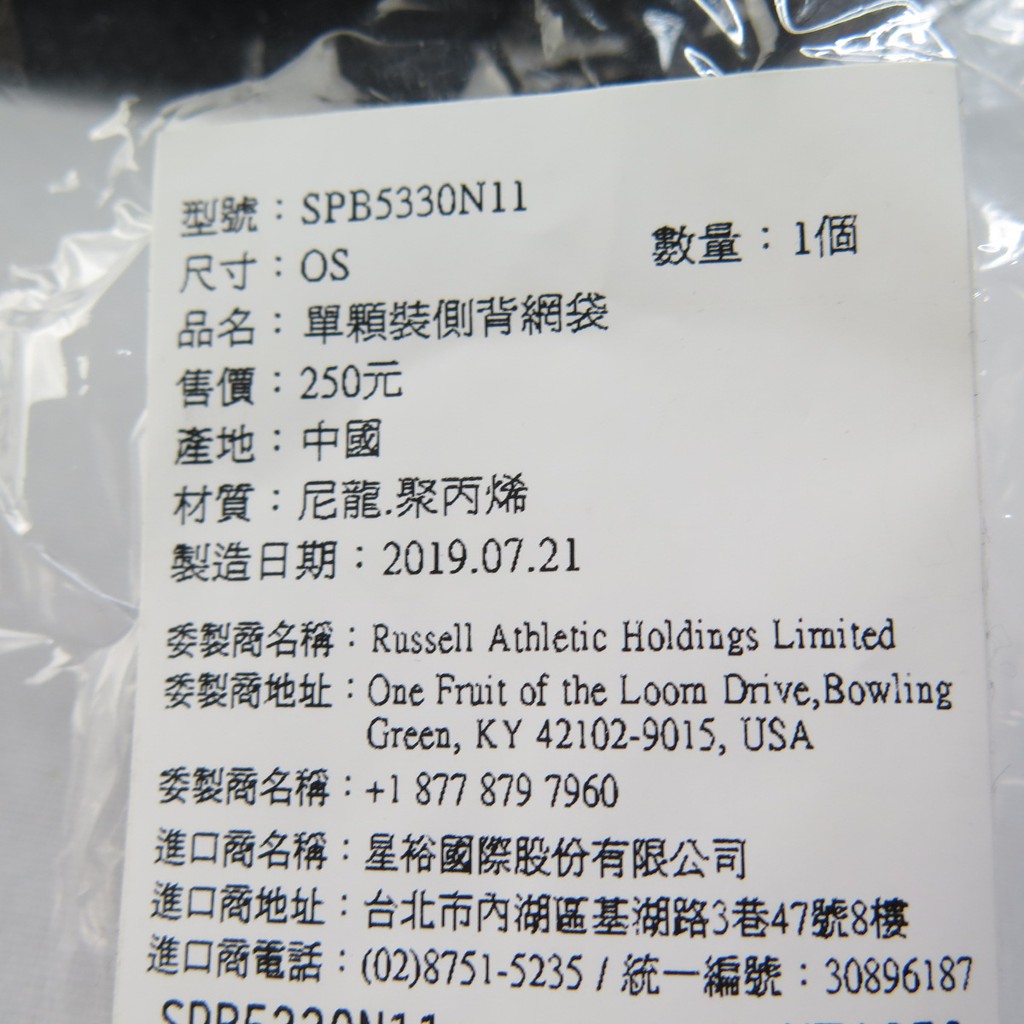 型號：SPB5330N11
尺寸：OS
數量：1個
品名：單顆裝側背網袋
售價：250元
產地：中國
材質：尼龍.聚丙烯
製造日期：2019.07.21
委製商名稱：Russell Athletic Holdings Limited
委製商地址：One Fruit of the Loom Drive,Bowling
Green, KY 42102-9015, USA
委製商名稱：+1 877 879 7960
進口商名稱：星裕國際股份有限公司
進口商地址：台北市內湖區基湖路3巷47號8樓
進口商電話：(02)8751-5235 / 統一編號：30896187
SPB5330N11